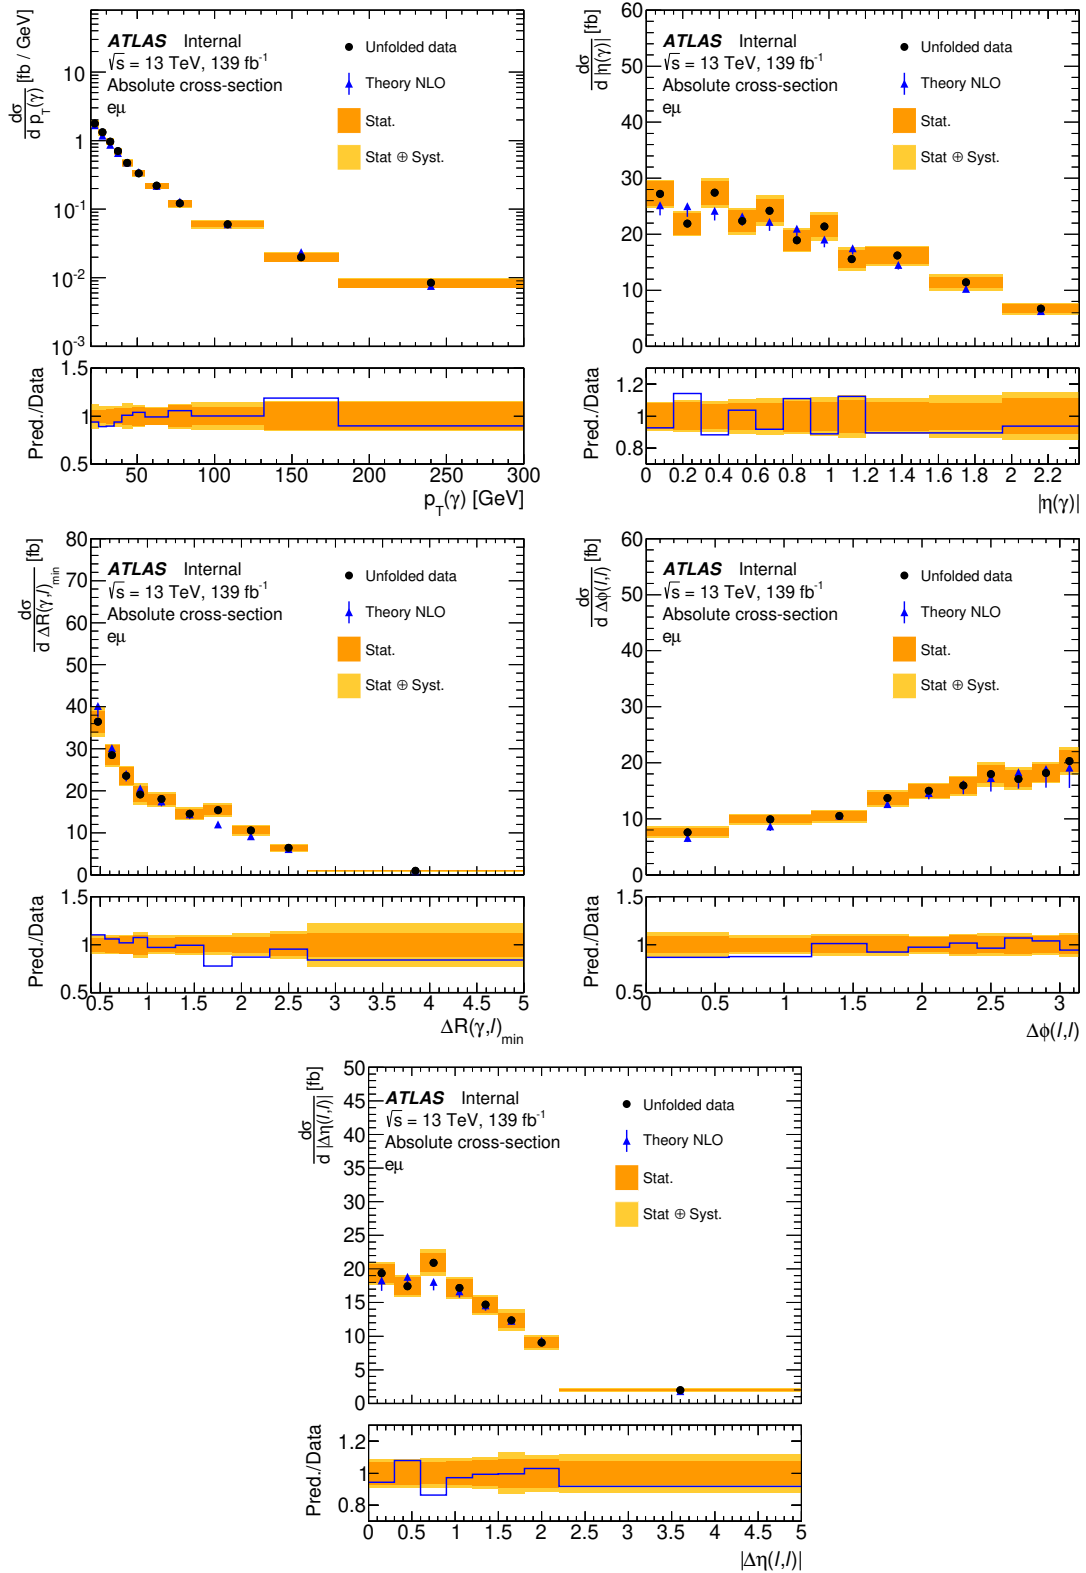 dσ / d p_T(γ) [fb / GeV]
ATLAS Internal
√s = 13 TeV, 139 fb⁻¹
Absolute cross-section
eμ
Unfolded data
Theory NLO
Stat.
Stat ⊕ Syst.
10
1
10⁻¹
10⁻²
10⁻³
Pred./Data
1.5
1
0.5
50 100 150 200 250 300
p_T(γ) [GeV]
dσ / d |η(γ)| [fb]
ATLAS Internal
√s = 13 TeV, 139 fb⁻¹
Absolute cross-section
eμ
Unfolded data
Theory NLO
Stat.
Stat ⊕ Syst.
60
50
40
30
20
10
0
Pred./Data
1.2
1
0.8
0 0.2 0.4 0.6 0.8 1 1.2 1.4 1.6 1.8 2 2.2
|η(γ)|
dσ / d ΔR(γ,l)_min [fb]
ATLAS Internal
√s = 13 TeV, 139 fb⁻¹
Absolute cross-section
eμ
Unfolded data
Theory NLO
Stat.
Stat ⊕ Syst.
80
70
60
50
40
30
20
10
0
Pred./Data
1.5
1
0.5
0.5 1 1.5 2 2.5 3 3.5 4 4.5 5
ΔR(γ,l)_min
dσ / d Δϕ(l,l) [fb]
ATLAS Internal
√s = 13 TeV, 139 fb⁻¹
Absolute cross-section
eμ
Unfolded data
Theory NLO
Stat.
Stat ⊕ Syst.
60
50
40
30
20
10
0
Pred./Data
1.5
1
0.5
0 0.5 1 1.5 2 2.5 3
Δϕ(l,l)
dσ / d |Δη(l,l)| [fb]
ATLAS Internal
√s = 13 TeV, 139 fb⁻¹
Absolute cross-section
eμ
Unfolded data
Theory NLO
Stat.
Stat ⊕ Syst.
50
45
40
35
30
25
20
15
10
5
0
Pred./Data
1.2
1
0.8
0 0.5 1 1.5 2 2.5 3 3.5 4 4.5 5
|Δη(l,l)|